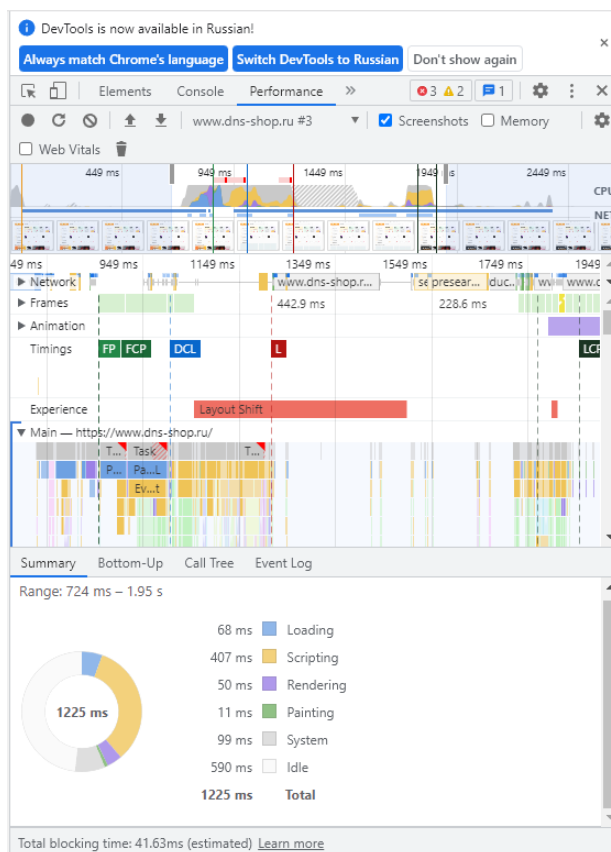 DevTools is now available in Russian!
Always match Chrome's language Switch DevTools to Russian Don't show again
Elements Console Performance 3 2 1
www.dns-shop.ru #3 Screenshots Memory
Web Vitals
449 ms 949 ms 1449 ms 1949 ms 2449 ms
CPU
NET
49 ms 949 ms 1149 ms 1349 ms 1549 ms 1749 ms 1949
Network www.dns-shop.r...
Frames 442.9 ms 228.6 ms
Animation
Timings FP FCP DCL L LCP
Experience Layout Shift
Main — https://www.dns-shop.ru/
T... Task T...
P... Pa...L
Ev...t
Summary Bottom-Up Call Tree Event Log
Range: 724 ms – 1.95 s
68 ms Loading
407 ms Scripting
50 ms Rendering
1225 ms 11 ms Painting
99 ms System
590 ms Idle
1225 ms Total
Total blocking time: 41.63ms (estimated) Learn more